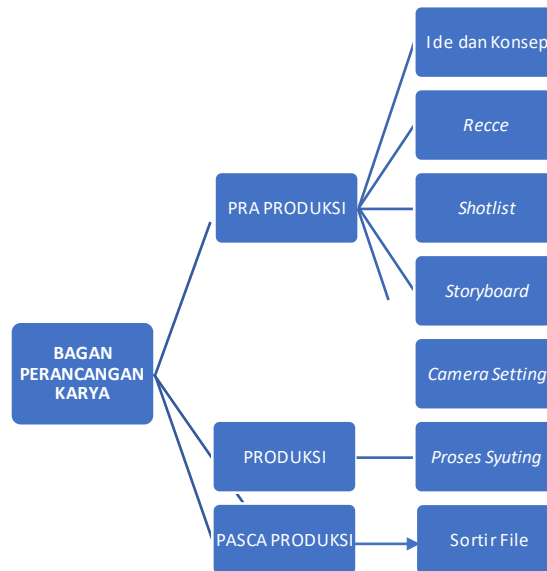 Ide dan Konsep
Recce
PRA PRODUKSI
Shotlist
Storyboard
BAGAN
PERANCANGAN
KARYA
Camera Setting
PRODUKSI
Proses Syuting
PASCA PRODUKSI
Sortir File